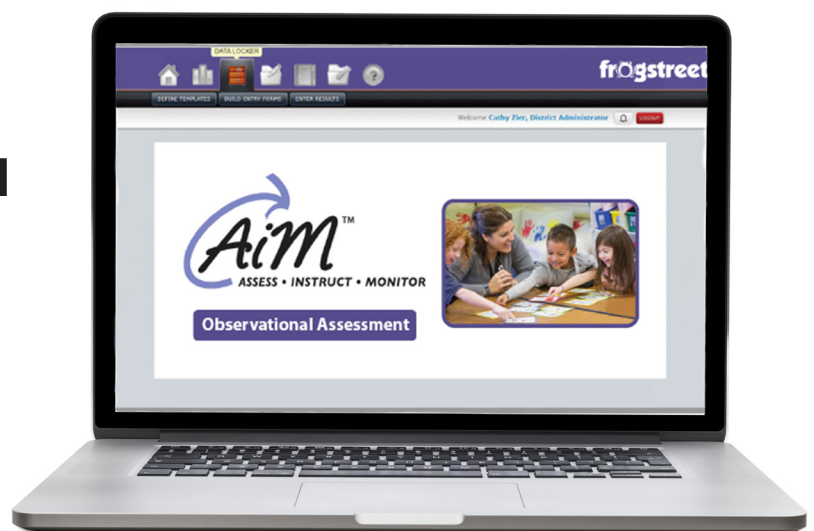 DATA LOCKER
frogstreet
DEFINE TEMPLATES BUILD ENTRY FORMS ENTER RESULTS
Welcome Cathy Zier, District Administrator LOGOUT
AiM™
ASSESS • INSTRUCT • MONITOR
Observational Assessment